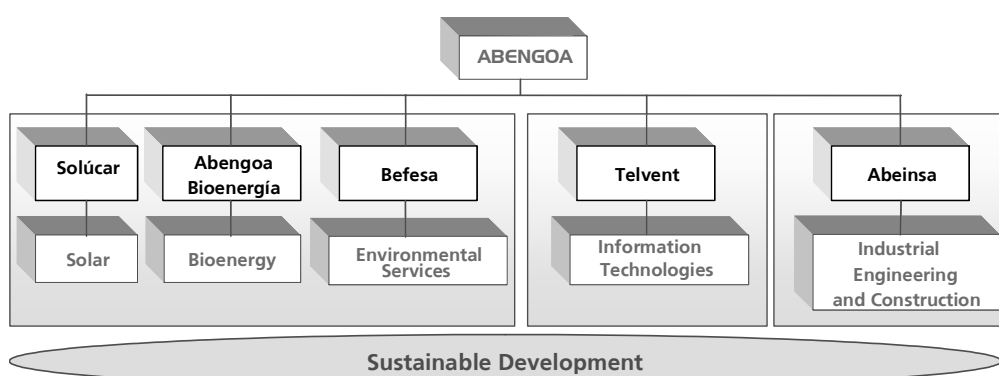 ABENGOA
Solúcar
Abengoa
Bioenergía
Befesa
Telvent
Abeinsa
Solar
Bioenergy
Environmental
Services
Information
Technologies
Industrial
Engineering
and Construction
Sustainable Development